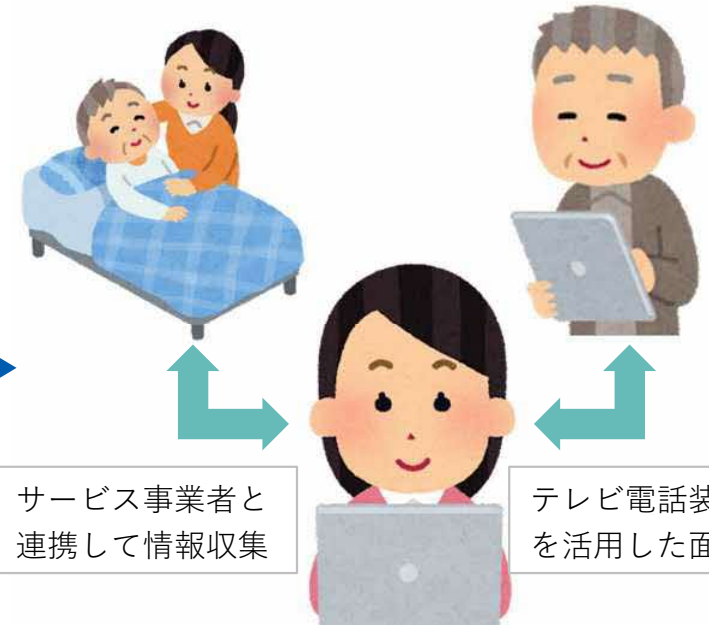 サービス事業者と
連携して情報収集
テレビ電話装
を活用した面